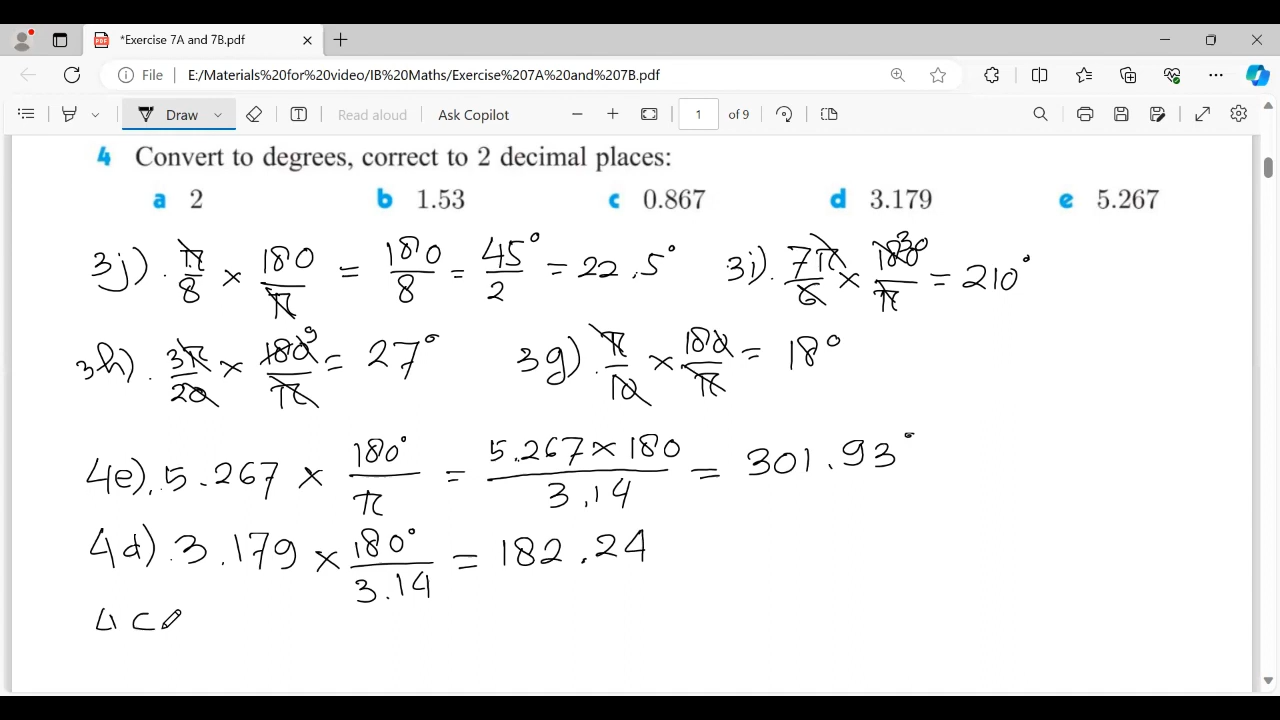 *Exercise 7A and 7B.pdf
File E:/Materials%20for%20video/IB%20Maths/Exercise%207A%20and%207B.pdf
Draw Read aloud Ask Copilot 1 of 9
4 Convert to degrees, correct to 2 decimal places:
a 2 b 1.53 c 0.867 d 3.179 e 5.267
3j). π/8 × 180/π = 180/8 = 45°/2 = 22.5° 3i). 7π/6 × 180/π 30 = 210°
3h). 3π/20 × 180/π 9 = 27° 3g). π/10 × 180/π = 18°
4e). 5.267 × 180°/π = 5.267 × 180/3.14 = 301.93°
4d). 3.179 × 180°/3.14 = 182.24
4c